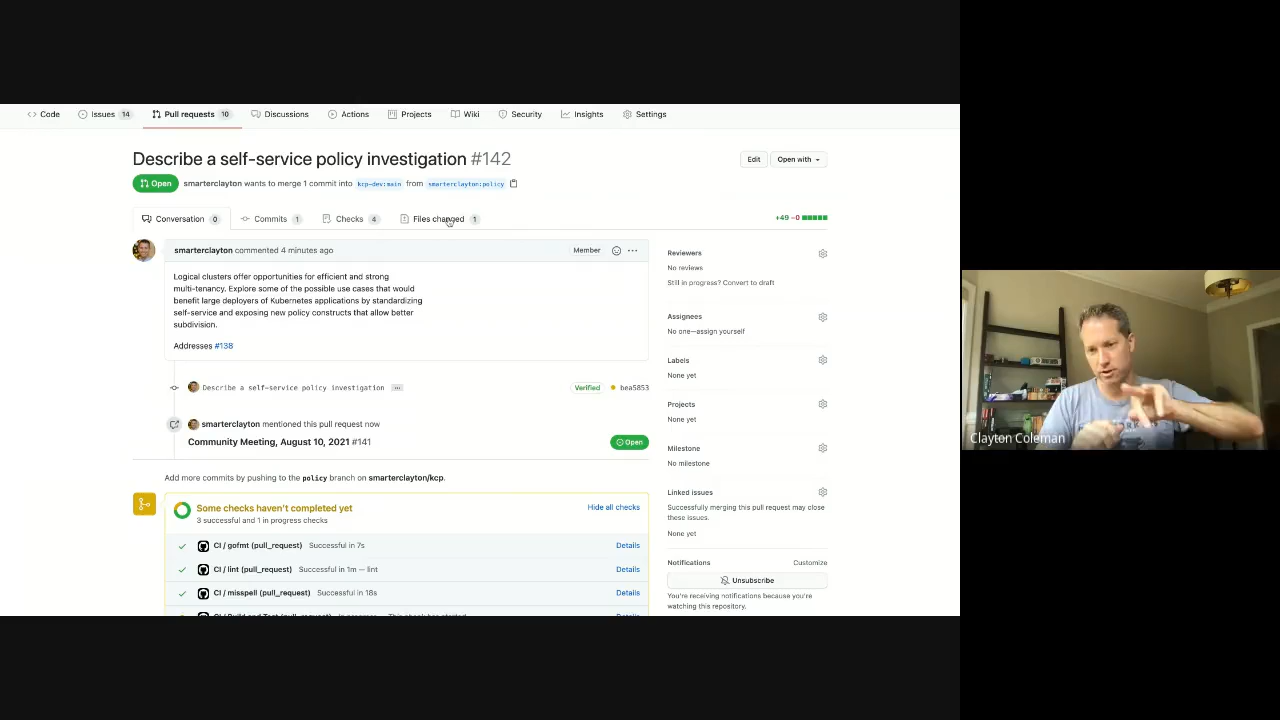 Code Issues 14 Pull requests 10 Discussions Actions Projects Wiki Security Insights Settings
Describe a self-service policy investigation #142
Edit Open with
Open smarterclayton wants to merge 1 commit into kcp-dev:main from smarterclayton:policy
Conversation 0 Commits 1 Checks 4 Files changed 1 +49 −0
smarterclayton commented 4 minutes ago Member ...
Logical clusters offer opportunities for efficient and strong
multi-tenancy. Explore some of the possible use cases that would
benefit large deployers of Kubernetes applications by standardizing
self-service and exposing new policy constructs that allow better
subdivision.
Addresses #138
Describe a self-service policy investigation ... Verified bea5853
smarterclayton mentioned this pull request now
Community Meeting, August 10, 2021 #141 Open
Add more commits by pushing to the policy branch on smarterclayton/kcp.
Some checks haven't completed yet Hide all checks
3 successful and 1 in progress checks
CI / gofmt (pull_request) Successful in 7s Details
CI / lint (pull_request) Successful in 1m — lint Details
CI / misspell (pull_request) Successful in 18s Details
Reviewers
No reviews
Still in progress? Convert to draft
Assignees
No one—assign yourself
Labels
None yet
Projects
None yet
Milestone
No milestone
Linked issues
Successfully merging this pull request may close
these issues.
None yet
Notifications Customize
Unsubscribe
You're receiving notifications because you're
watching this repository.
Clayton Coleman